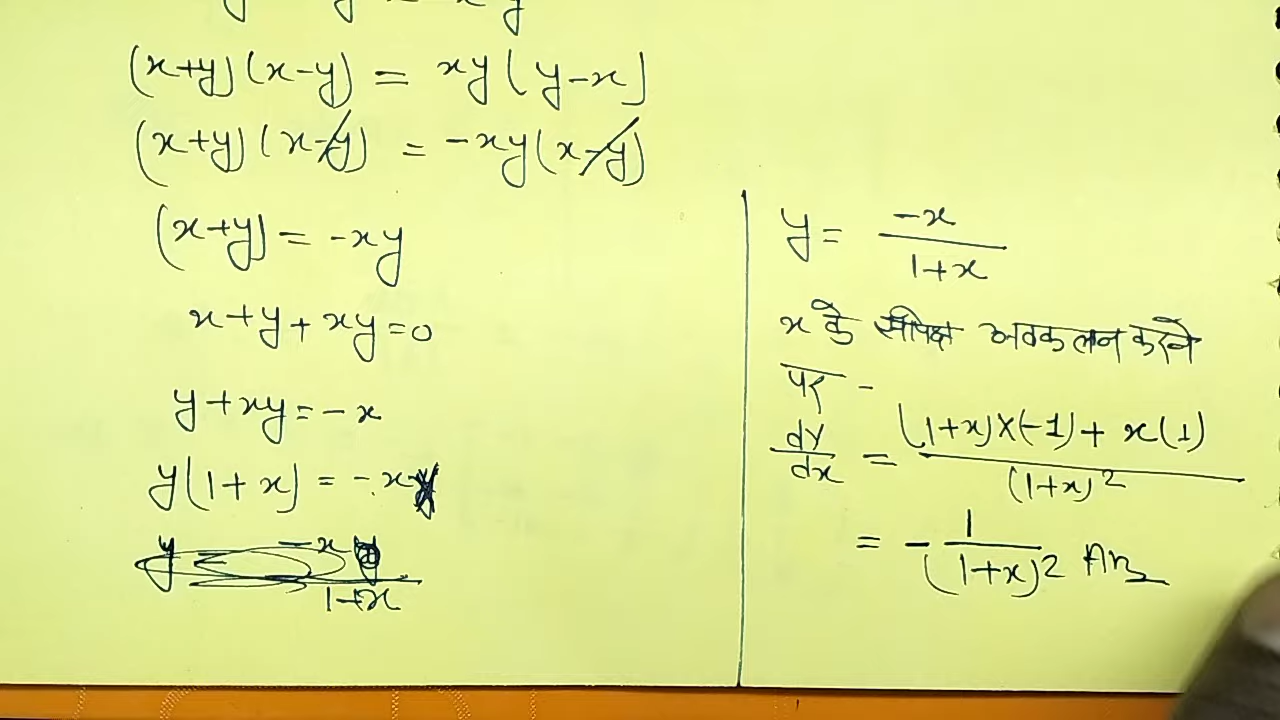 (x+y)(x-y) = xy(y-x)
(x+y)(x-y) = -xy(x-y)
(x+y) = -xy
x+y+xy=0
y+xy=-x
y(1+x) = -x
y = -x
1+x
y = -x
1+x
x के सापेक्ष अवकलन करने
पर -
dy/dx = (1+x)×(-1)+ x(1)
(1+x)²
= - 1
(1+x)² Ans